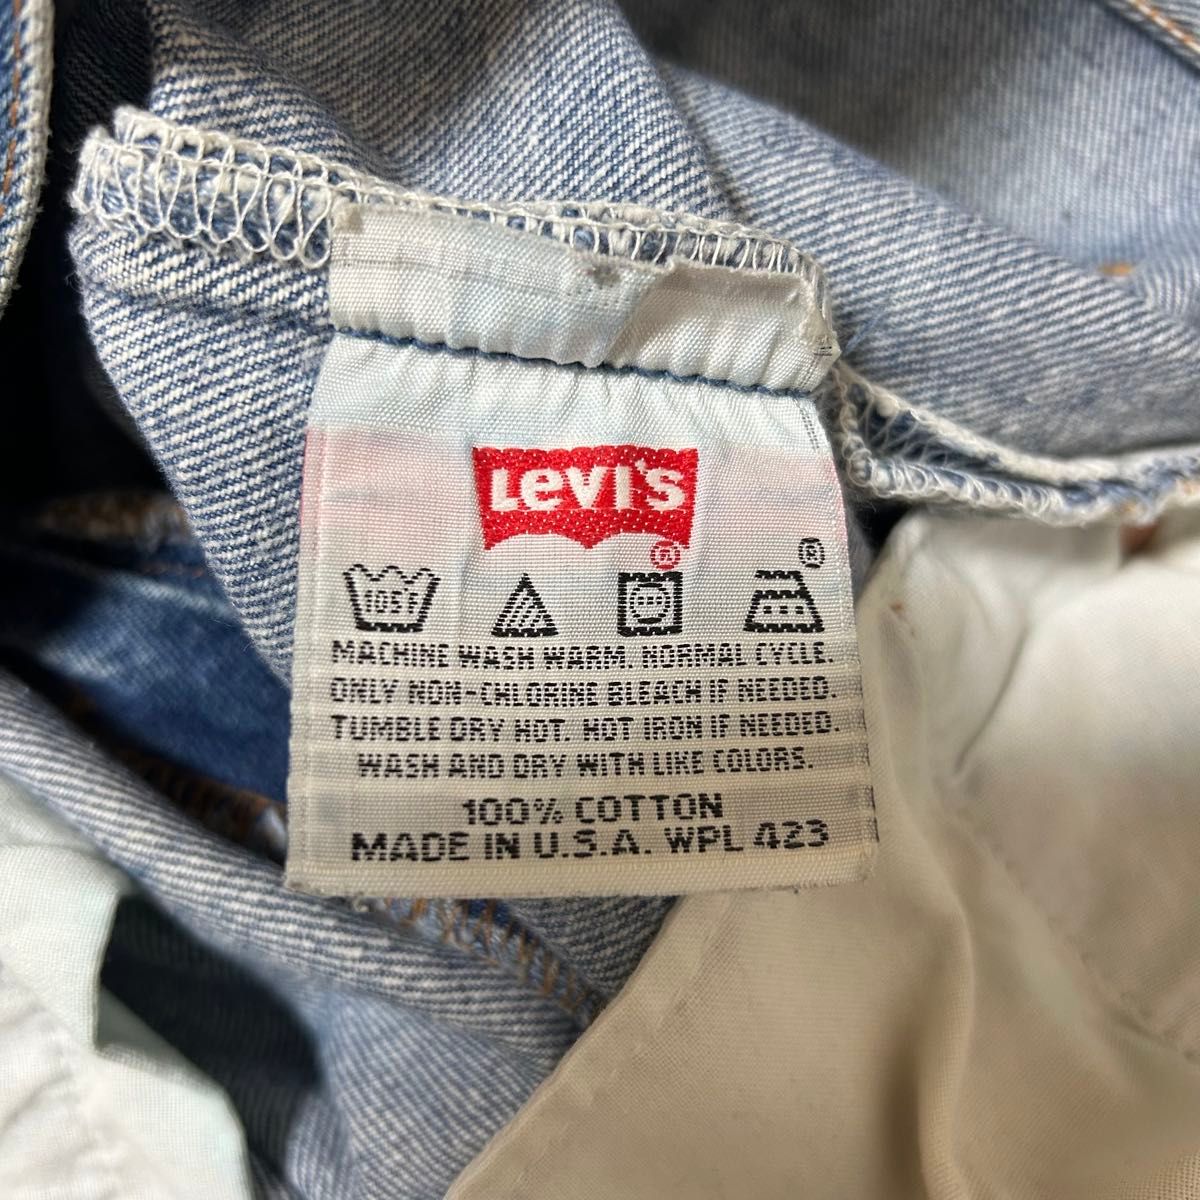 Levi's
®
®
105F
MACHINE WASH WARM. NORMAL CYCLE.
ONLY NON-CHLORINE BLEACH IF NEEDED.
TUMBLE DRY HOT. HOT IRON IF NEEDED.
WASH AND DRY WITH LIKE COLORS.
100% COTTON
MADE IN U.S.A. WPL 423